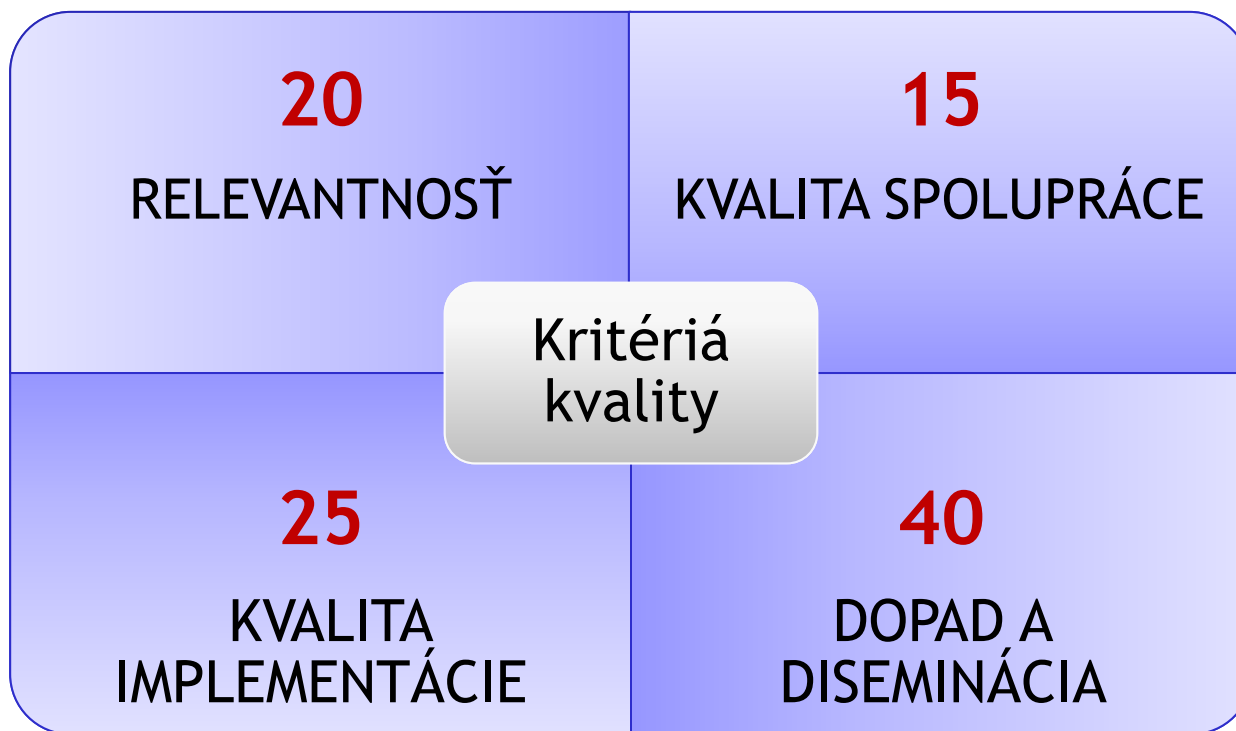 20
RELEVANTNOSŤ
15
KVALITA SPOLUPRÁCE
Kritériá
kvality
25
KVALITA
IMPLEMENTÁCIE
40
DOPAD A
DISEMINÁCIA